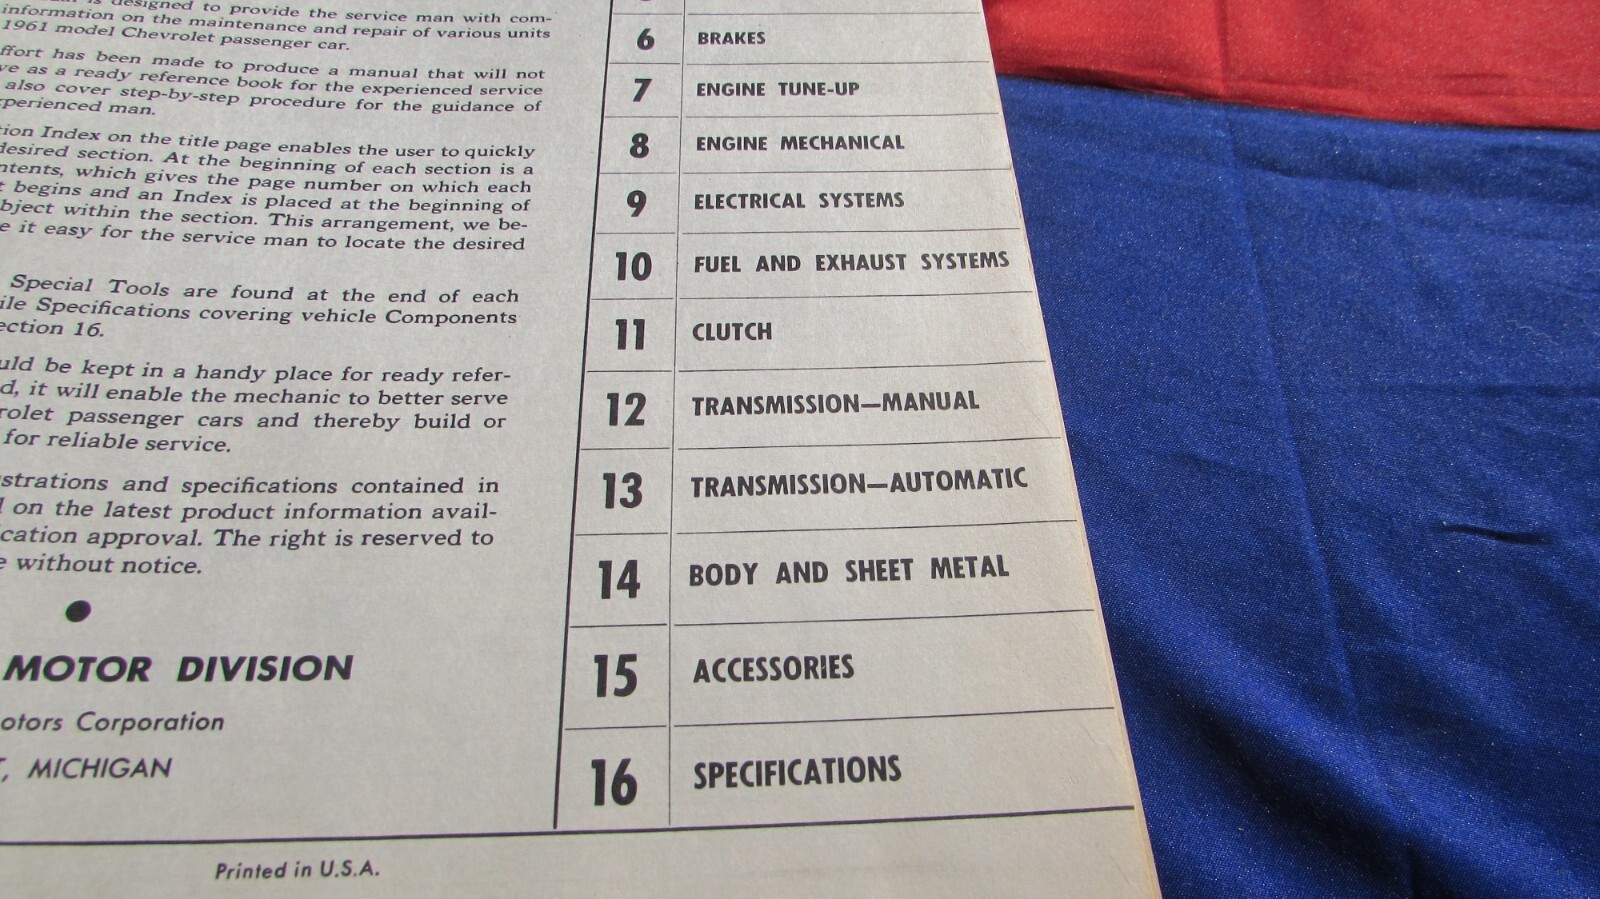 designed to provide the service man with com-
information on the maintenance and repair of various units
1961 model Chevrolet passenger car.
ffort has been made to produce a manual that will not
ve as a ready reference book for the experienced service
also cover step-by-step procedure for the guidance of
xperienced man.
tion Index on the title page enables the user to quickly
desired section. At the beginning of each section is a
ntents, which gives the page number on which each
t begins and an Index is placed at the beginning of
bject within the section. This arrangement, we be-
e it easy for the service man to locate the desired
Special Tools are found at the end of each
ile Specifications covering vehicle Components
ection 16.
uld be kept in a handy place for ready refer-
d, it will enable the mechanic to better serve
rolet passenger cars and thereby build or
for reliable service.
ustrations and specifications contained in
d on the latest product information avail-
cation approval. The right is reserved to
e without notice.
MOTOR DIVISION
otors Corporation
T, MICHIGAN
6 BRAKES
7 ENGINE TUNE-UP
8 ENGINE MECHANICAL
9 ELECTRICAL SYSTEMS
10 FUEL AND EXHAUST SYSTEMS
11 CLUTCH
12 TRANSMISSION—MANUAL
13 TRANSMISSION—AUTOMATIC
14 BODY AND SHEET METAL
15 ACCESSORIES
16 SPECIFICATIONS
Printed in U.S.A.